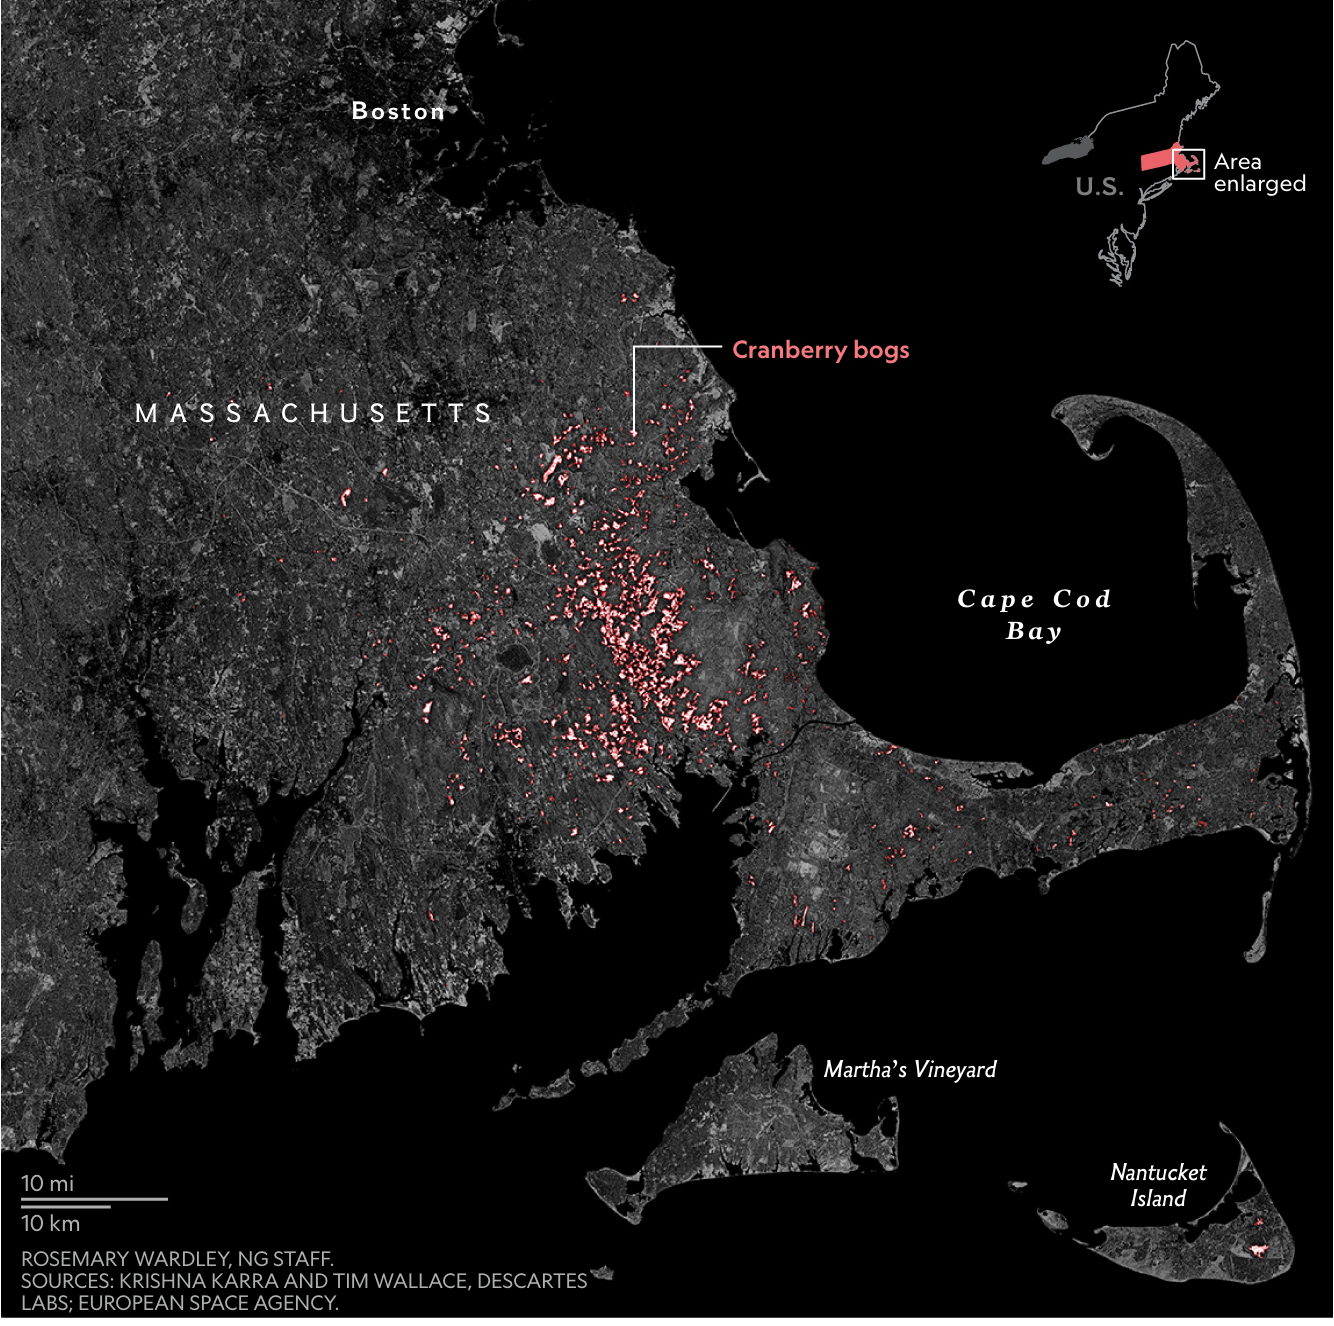 Boston
Area
enlarged
U.S.
Cranberry bogs
MASSACHUSETTS
Cape Cod
Bay
Martha's Vineyard
Nantucket
Island
10 mi
10 km
ROSEMARY WARDLEY, NG STAFF.
SOURCES: KRISHNA KARRA AND TIM WALLACE, DESCARTES
LABS; EUROPEAN SPACE AGENCY.